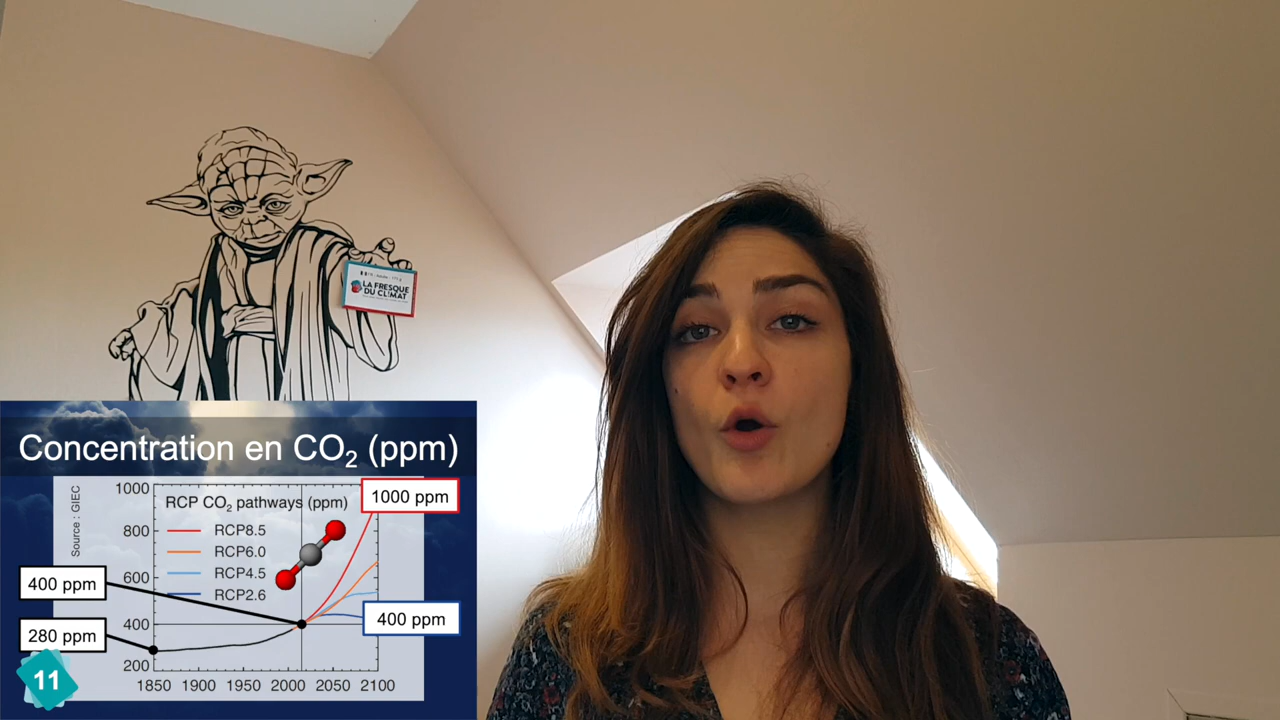 LA FRESQUE
DU CLIMAT
Concentration en CO₂ (ppm)
Source : GIEC
RCP CO₂ pathways (ppm)
1000
800
600
400
200
RCP8.5
RCP6.0
RCP4.5
RCP2.6
1000 ppm
400 ppm
400 ppm
280 ppm
11
1850 1900 1950 2000 2050 2100